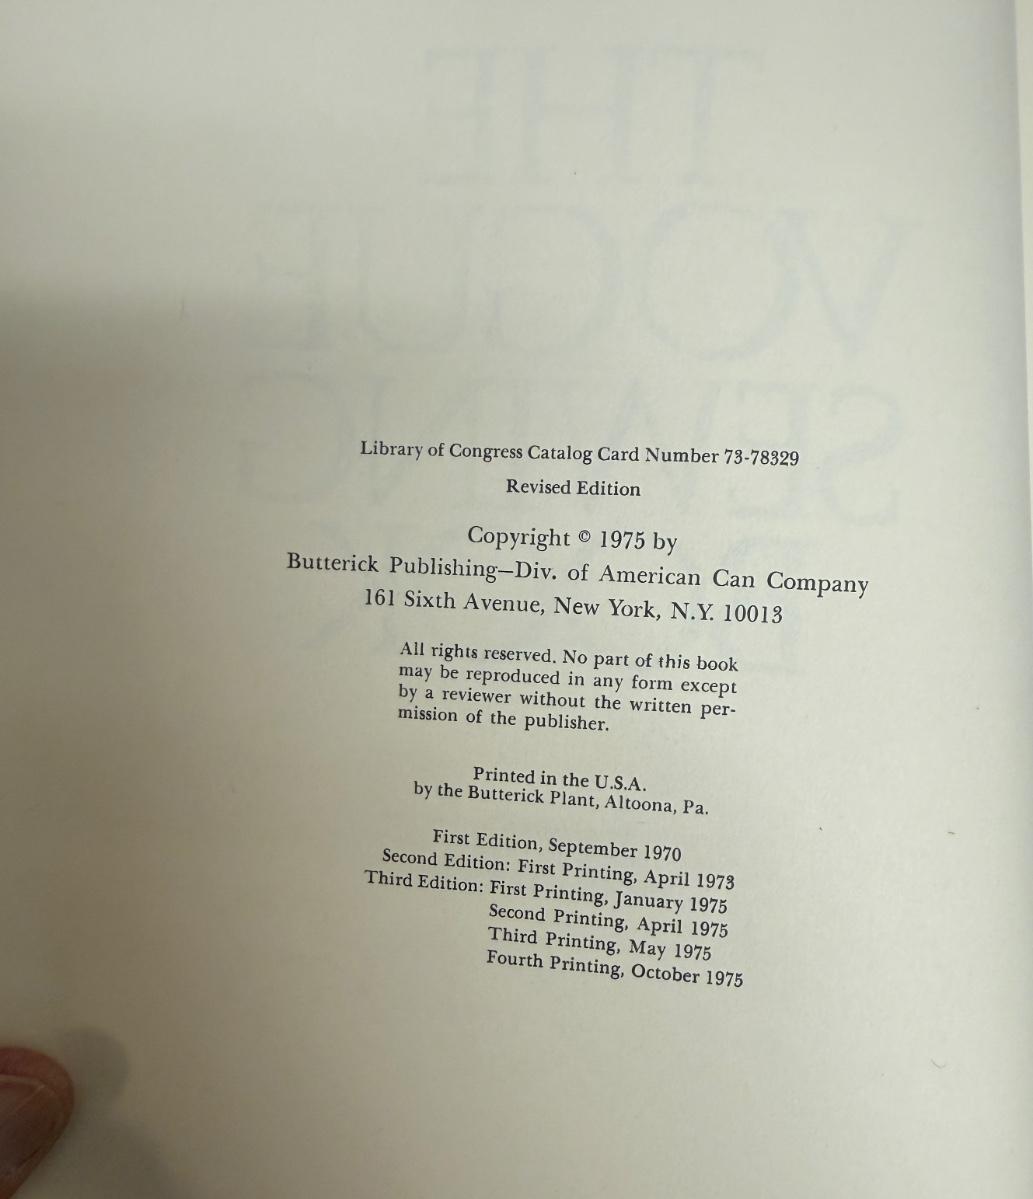 THE
VOGUE
SEWING
BOOK
Library of Congress Catalog Card Number 73-78329
Revised Edition
Copyright © 1975 by
Butterick Publishing—Div. of American Can Company
161 Sixth Avenue, New York, N.Y. 10013
All rights reserved. No part of this book
may be reproduced in any form except
by a reviewer without the written per-
mission of the publisher.
Printed in the U.S.A.
by the Butterick Plant, Altoona, Pa.
First Edition, September 1970
Second Edition: First Printing, April 1973
Third Edition: First Printing, January 1975
Second Printing, April 1975
Third Printing, May 1975
Fourth Printing, October 1975